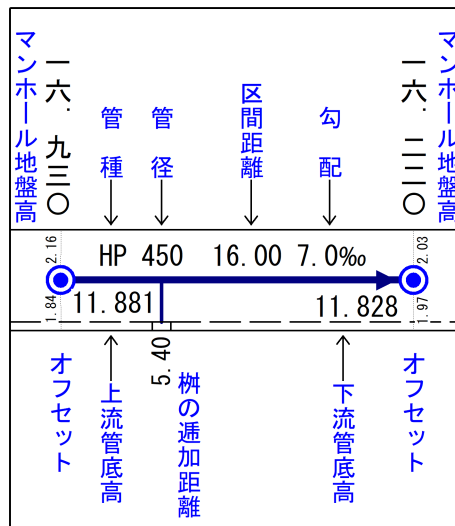 マンホール地盤高
一六．九三〇
管種
管径
区間距離
勾配
一六．二二〇
マンホール地盤高
2.16
HP 450 16.00 7.0‰
2.03
1.84
11.881
11.828
1.97
5.40
オフセット
上流管底高
桝の逓加距離
下流管底高
オフセット